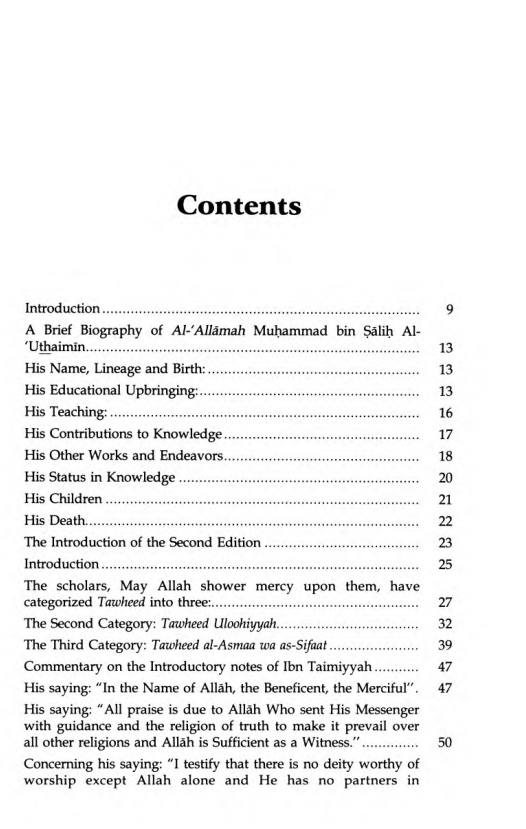 Contents
Introduction ............................................................................. 9
A Brief Biography of Al-'Allāmah Muḥammad bin Ṣāliḥ Al-
'Uthaimīn................................................................................. 13
His Name, Lineage and Birth: ................................................... 13
His Educational Upbringing:..................................................... 13
His Teaching: ........................................................................... 16
His Contributions to Knowledge ............................................... 17
His Other Works and Endeavors............................................... 18
His Status in Knowledge .......................................................... 20
His Children ............................................................................ 21
His Death................................................................................. 22
The Introduction of the Second Edition ...................................... 23
Introduction ............................................................................. 25
The scholars, May Allah shower mercy upon them, have
categorized Tawheed into three:.................................................. 27
The Second Category: Tawheed Uloohiyyah................................... 32
The Third Category: Tawheed al-Asmaa wa as-Sifaat ...................... 39
Commentary on the Introductory notes of Ibn Taimiyyah ........... 47
His saying: "In the Name of Allāh, the Beneficent, the Merciful". 47
His saying: "All praise is due to Allāh Who sent His Messenger
with guidance and the religion of truth to make it prevail over
all other religions and Allāh is Sufficient as a Witness." .............. 50
Concerning his saying: "I testify that there is no deity worthy of
worship except Allah alone and He has no partners in